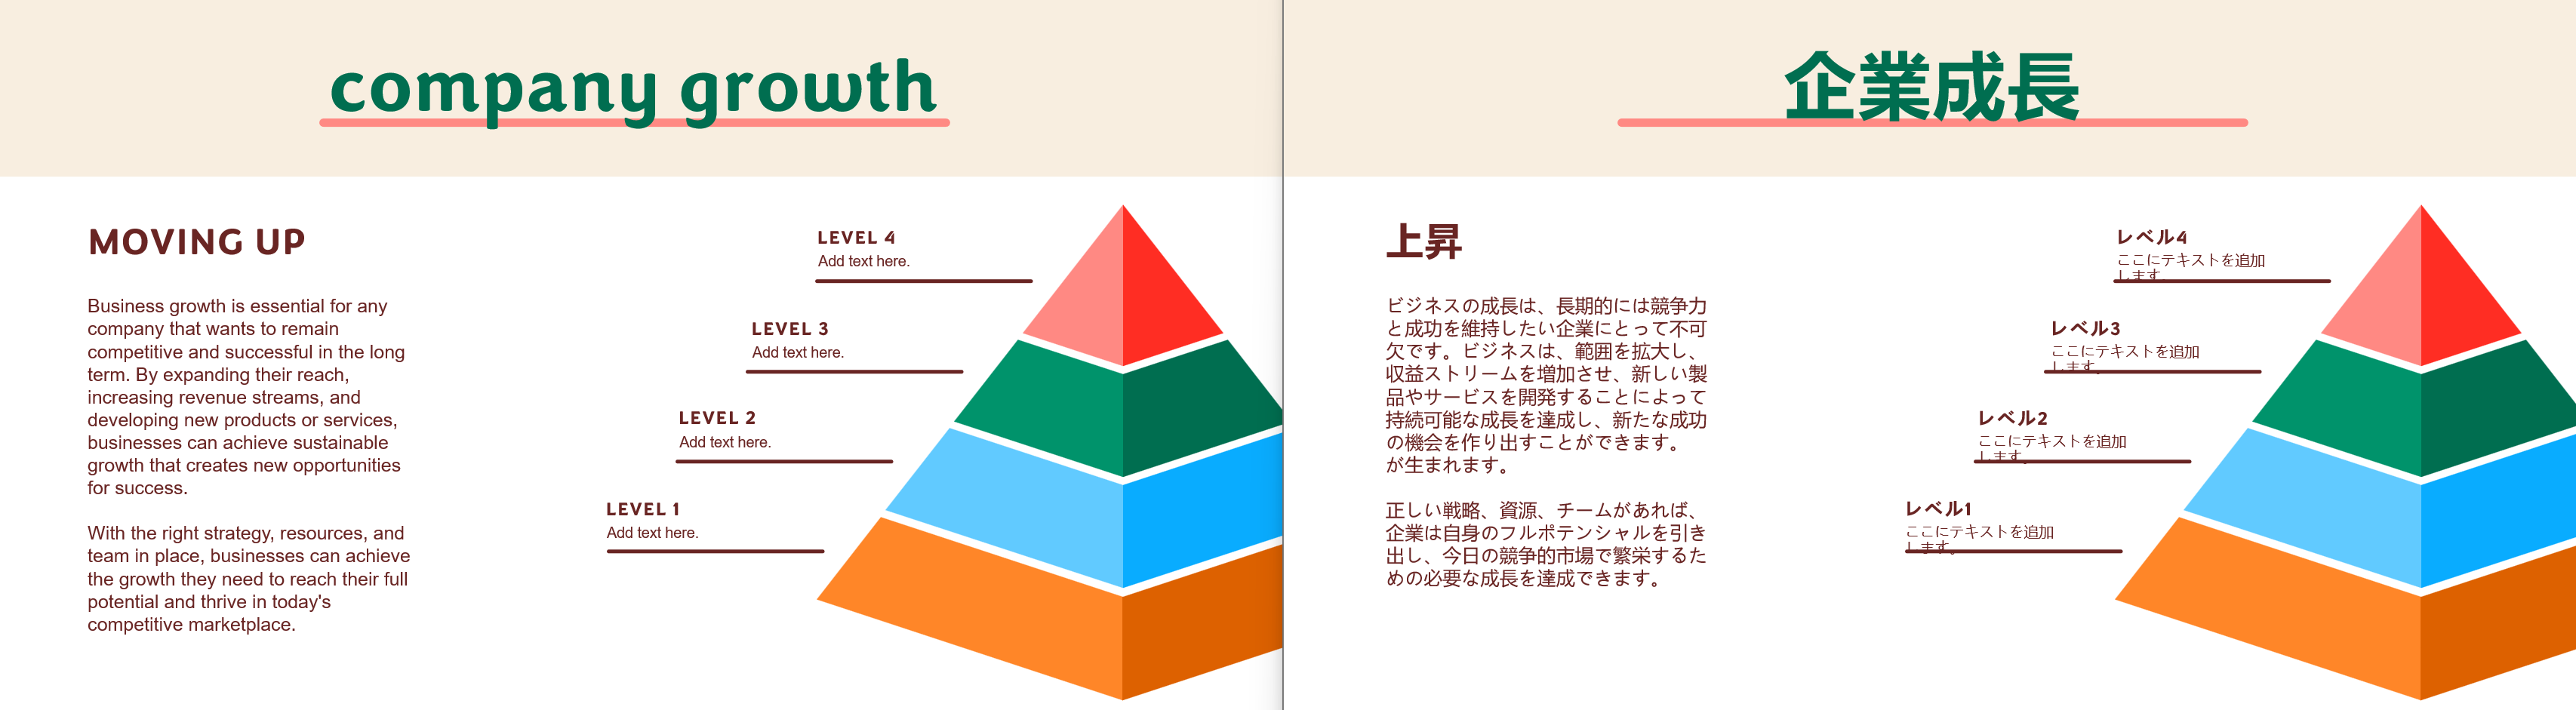 company growth
MOVING UP
Business growth is essential for any
company that wants to remain
competitive and successful in the long
term. By expanding their reach,
increasing revenue streams, and
developing new products or services,
businesses can achieve sustainable
growth that creates new opportunities
for success.
With the right strategy, resources, and
team in place, businesses can achieve
the growth they need to reach their full
potential and thrive in today's
competitive marketplace.
LEVEL 4
Add text here.
LEVEL 3
Add text here.
LEVEL 2
Add text here.
LEVEL 1
Add text here.
企業成長
上昇
ビジネスの成長は、長期的には競争力
と成功を維持したい企業にとって不可
欠です。ビジネスは、範囲を拡大し、
収益ストリームを増加させ、新しい製
品やサービスを開発することによって
持続可能な成長を達成し、新たな成功
の機会を作り出すことができます。
が生まれます。
正しい戦略、資源、チームがあれば、
企業は自身のフルポテンシャルを引き
出し、今日の競争的市場で繁栄するた
めの必要な成長を達成できます。
レベル4
ここにテキストを追加
します。
レベル3
ここにテキストを追加
します。
レベル2
ここにテキストを追加
します。
レベル1
ここにテキストを追加
します。